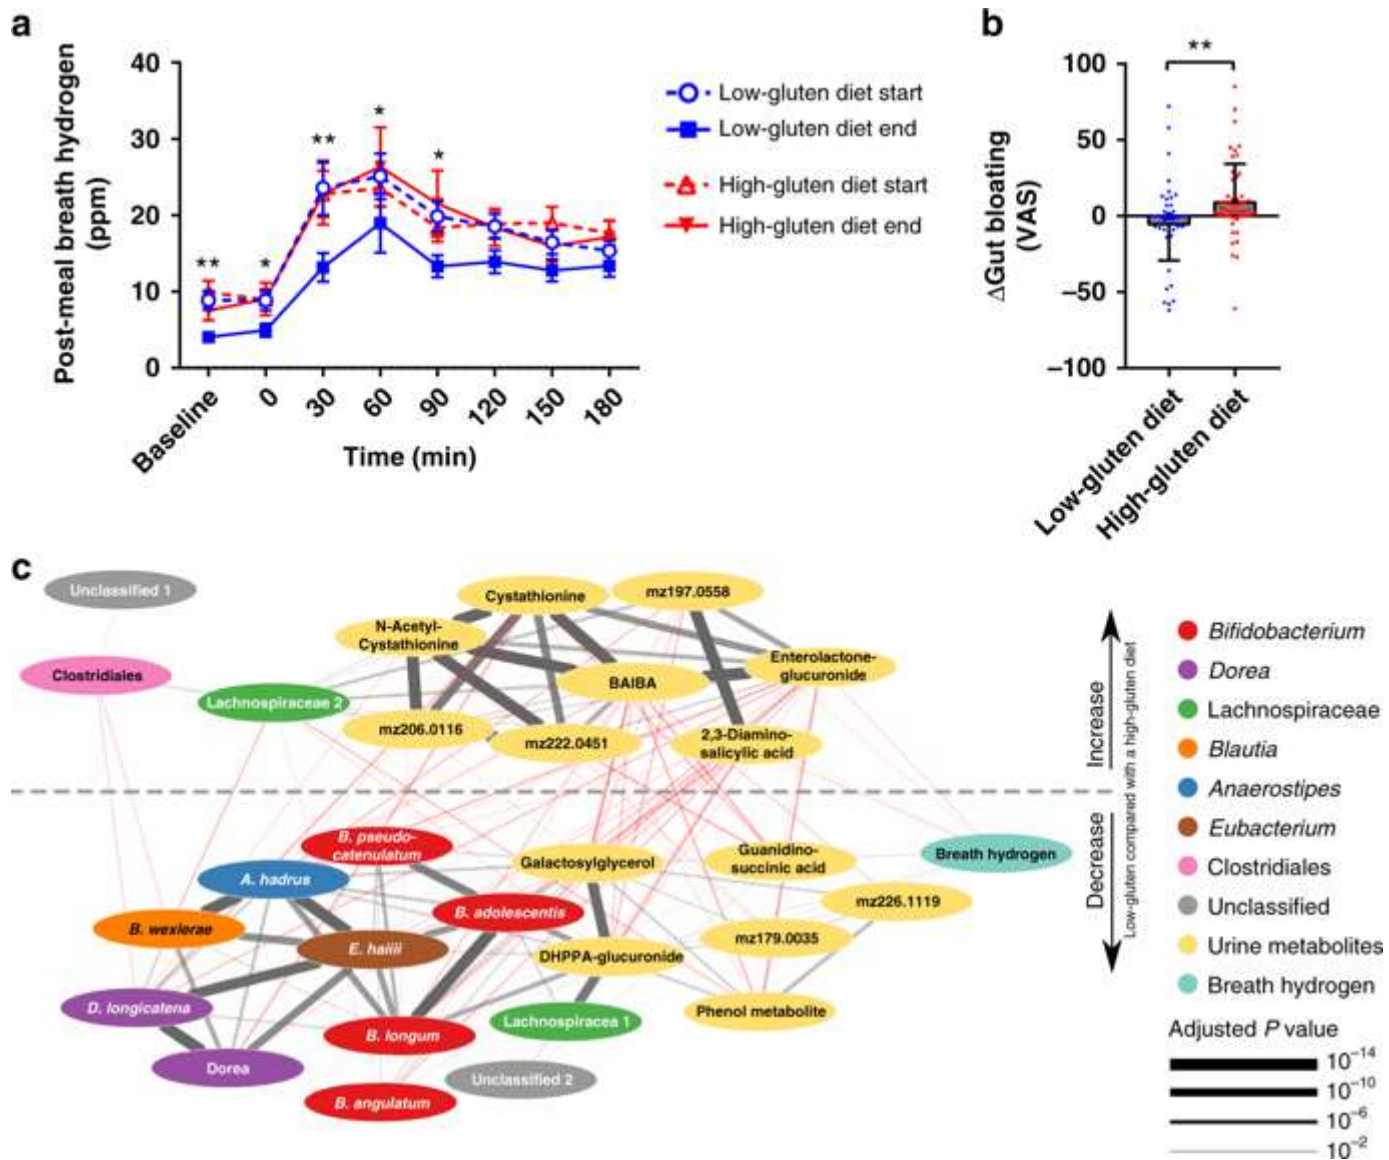 a
Post-meal breath hydrogen
(ppm)
40
30
20
10
0
** * ** * *
Baseline 0 30 60 90 120 150 180
Time (min)
Low-gluten diet start
Low-gluten diet end
High-gluten diet start
High-gluten diet end
b
**
ΔGut bloating
(VAS)
100
50
0
−50
−100
Low-gluten diet
High-gluten diet
c
Unclassified 1
Cystathionine
mz197.0558
N-Acetyl-
Cystathionine
Clostridiales
Enterolactone-
glucuronide
BAIBA
Lachnospiraceae 2
mz206.0116
mz222.0451
2,3-Diamino-
salicylic acid
B. pseudo-
catenulatum
Galactosylglycerol
Guanidino-
succinic acid
Breath hydrogen
A. hadrus
mz226.1119
B. adolescentis
B. wexlerae
mz179.0035
E. hallii
DHPPA-glucuronide
D. longicatena
Phenol metabolite
Lachnospiracea 1
B. longum
Dorea
Unclassified 2
B. angulatum
Increase
Decrease
Low-gluten compared with a high-gluten diet
Bifidobacterium
Dorea
Lachnospiraceae
Blautia
Anaerostipes
Eubacterium
Clostridiales
Unclassified
Urine metabolites
Breath hydrogen
Adjusted P value
10⁻¹⁴
10⁻¹⁰
10⁻⁶
10⁻²